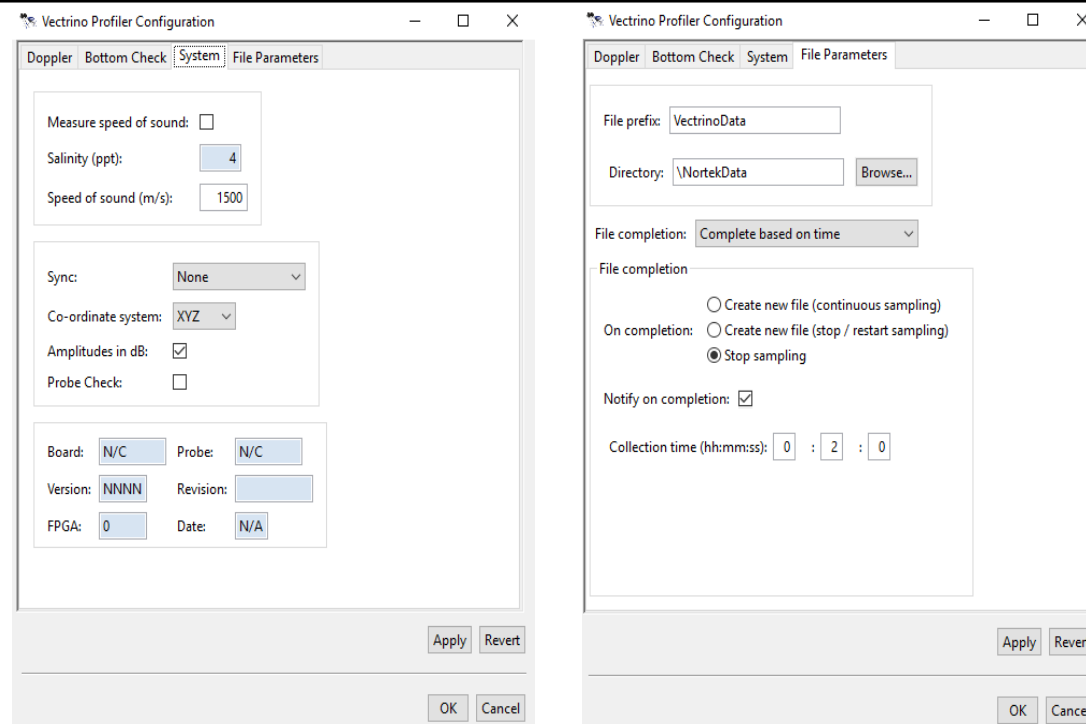 Vectrino Profiler Configuration
Doppler Bottom Check System File Parameters
Measure speed of sound:
Salinity (ppt): 4
Speed of sound (m/s): 1500
Sync: None
Co-ordinate system: XYZ
Amplitudes in dB:
Probe Check:
Board: N/C Probe: N/C
Version: NNNN Revision:
FPGA: 0 Date: N/A
Apply Revert
OK Cancel
Vectrino Profiler Configuration
Doppler Bottom Check System File Parameters
File prefix: VectrinoData
Directory: \NortekData Browse...
File completion: Complete based on time
File completion
Create new file (continuous sampling)
On completion: Create new file (stop / restart sampling)
Stop sampling
Notify on completion:
Collection time (hh:mm:ss): 0 : 2 : 0
Apply Rever
OK Cance